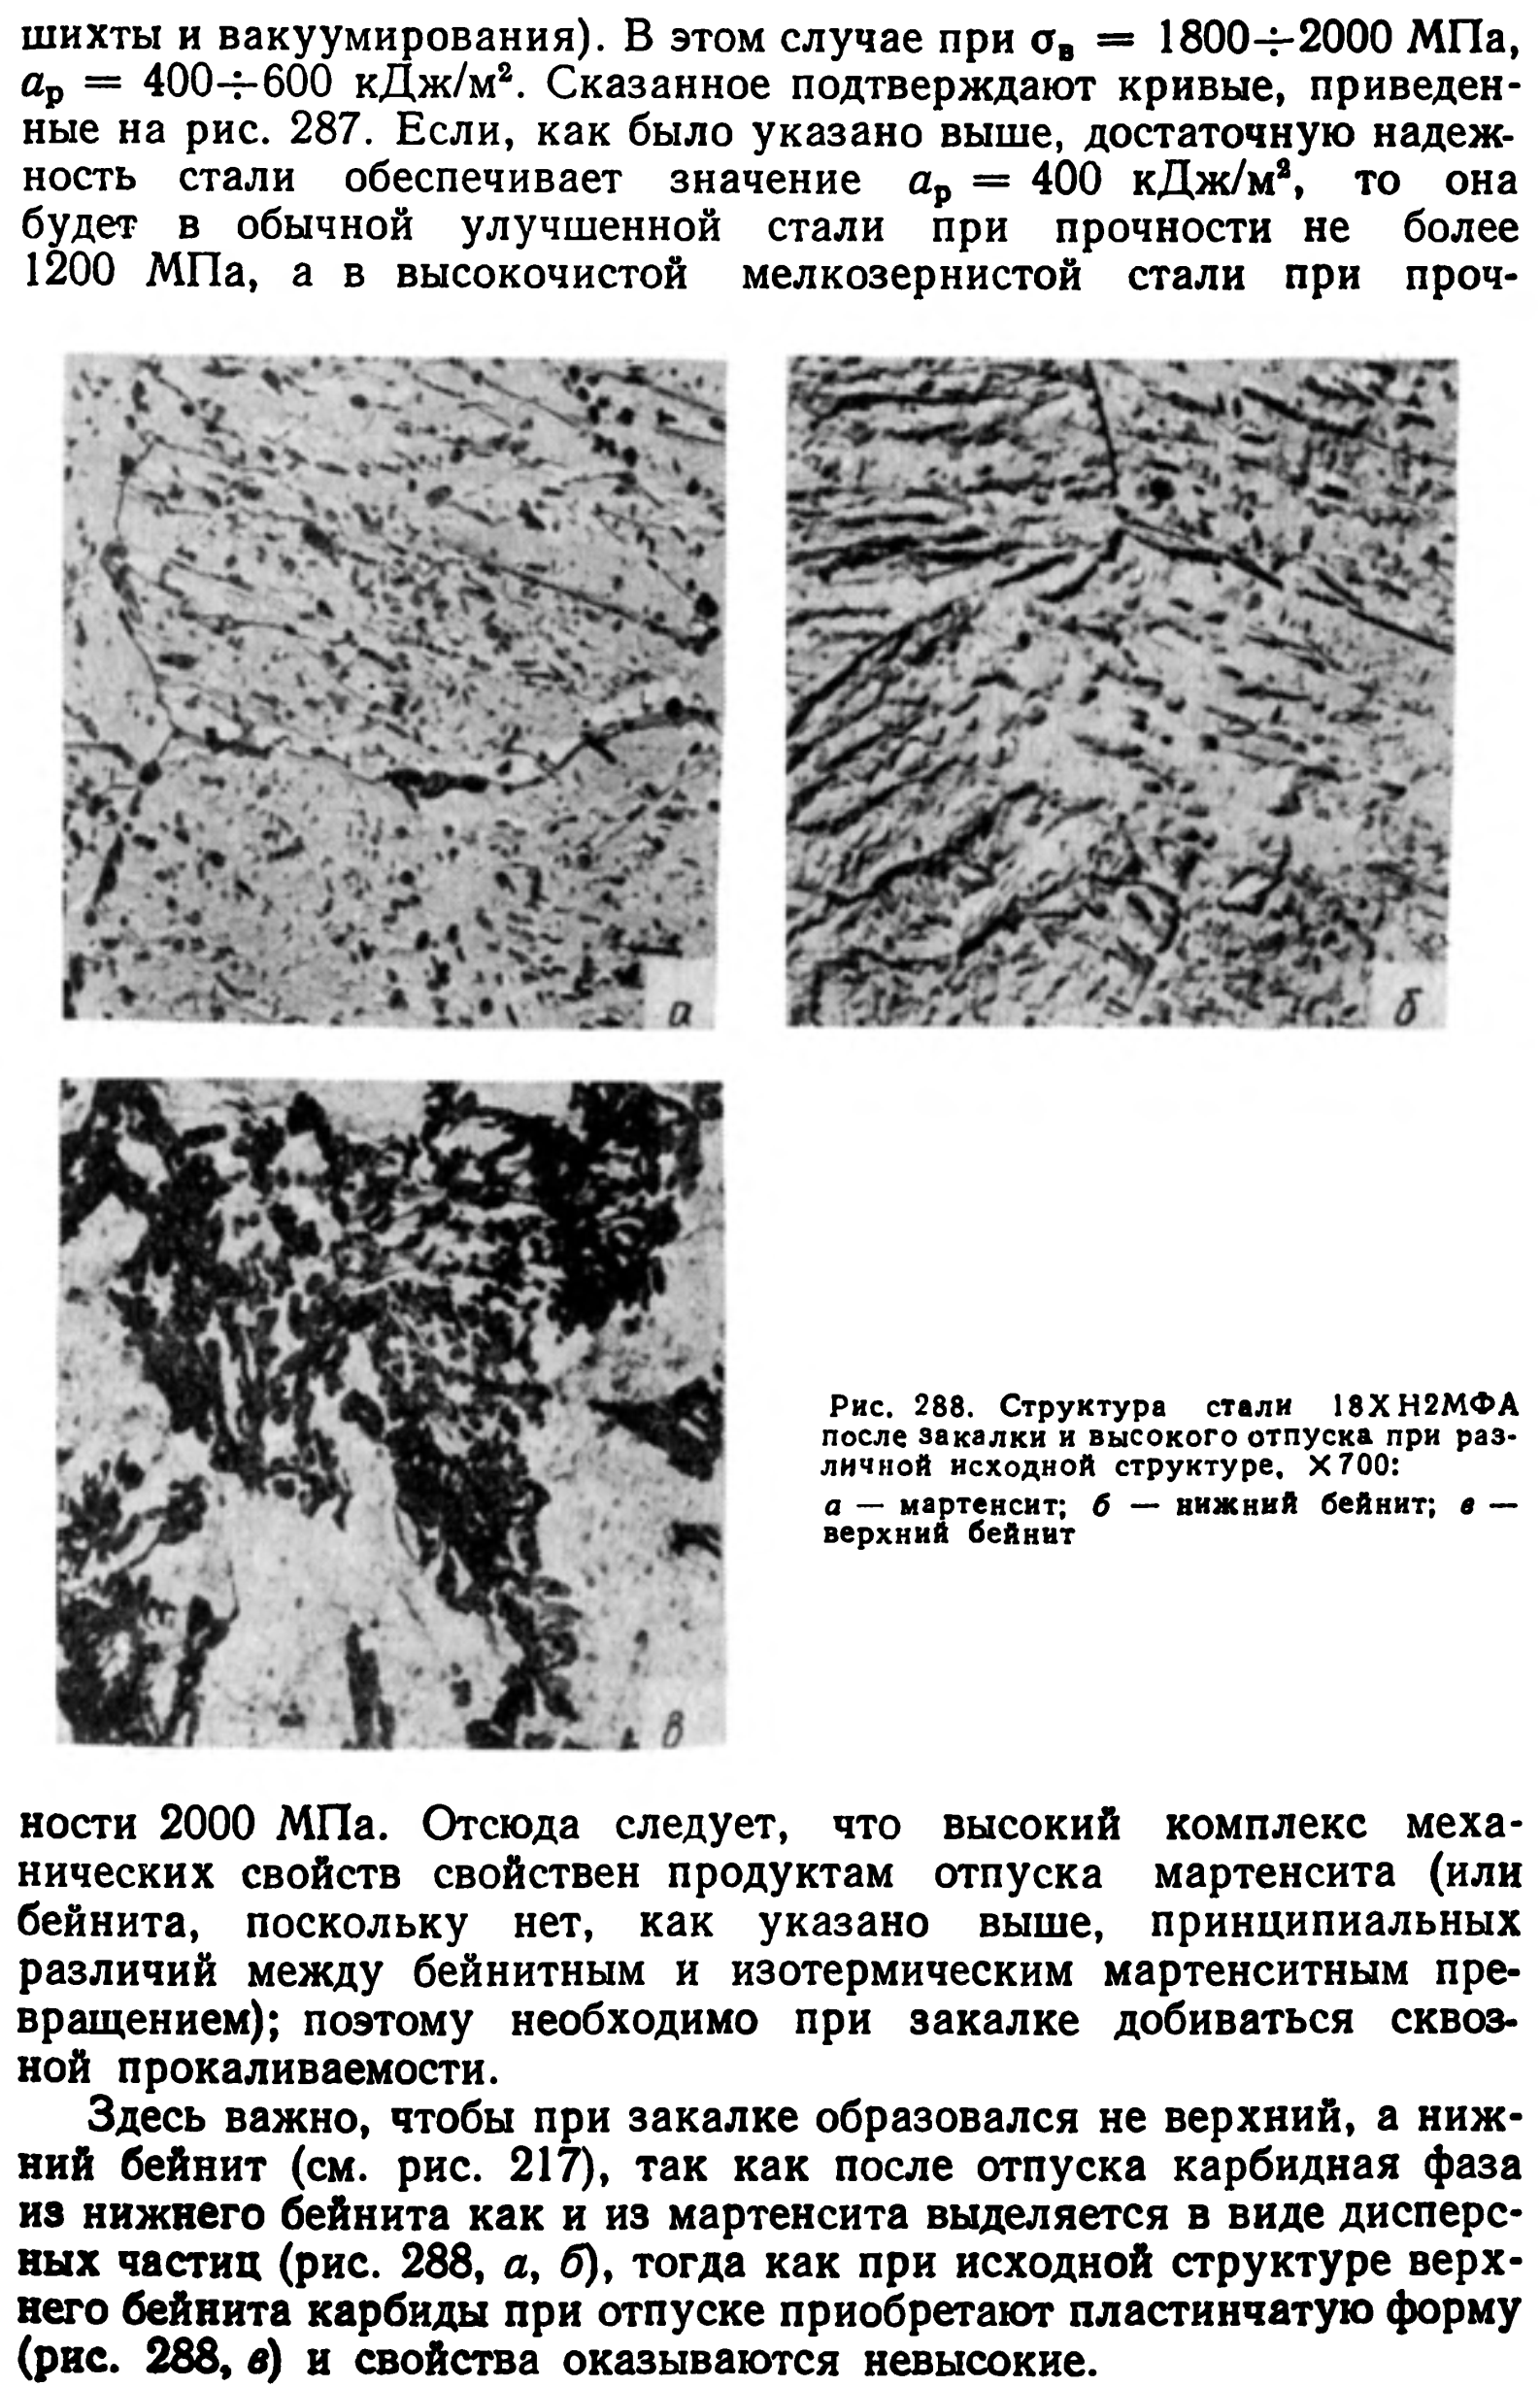 шихты и вакуумирования). В этом случае при σв = 1800÷2000 МПа,
aр = 400÷600 кДж/м². Сказанное подтверждают кривые, приведен-
ные на рис. 287. Если, как было указано выше, достаточную надеж-
ность стали обеспечивает значение aр = 400 кДж/м², то она
будет в обычной улучшенной стали при прочности не более
1200 МПа, а в высокочистой мелкозернистой стали при проч-
а
б
в
Рис. 288. Структура стали 18ХН2МФА
после закалки и высокого отпуска при раз-
личной исходной структуре, ×700:
а — мартенсит; б — нижний бейнит; в —
верхний бейнит
ности 2000 МПа. Отсюда следует, что высокий комплекс меха-
нических свойств свойствен продуктам отпуска мартенсита (или
бейнита, поскольку нет, как указано выше, принципиальных
различий между бейнитным и изотермическим мартенситным пре-
вращением); поэтому необходимо при закалке добиваться сквоз-
ной прокаливаемости.
Здесь важно, чтобы при закалке образовался не верхний, а ниж-
ний бейнит (см. рис. 217), так как после отпуска карбидная фаза
из нижнего бейнита как и из мартенсита выделяется в виде дисперс-
ных частиц (рис. 288, а, б), тогда как при исходной структуре верх-
него бейнита карбиды при отпуске приобретают пластинчатую форму
(рис. 288, в) и свойства оказываются невысокие.